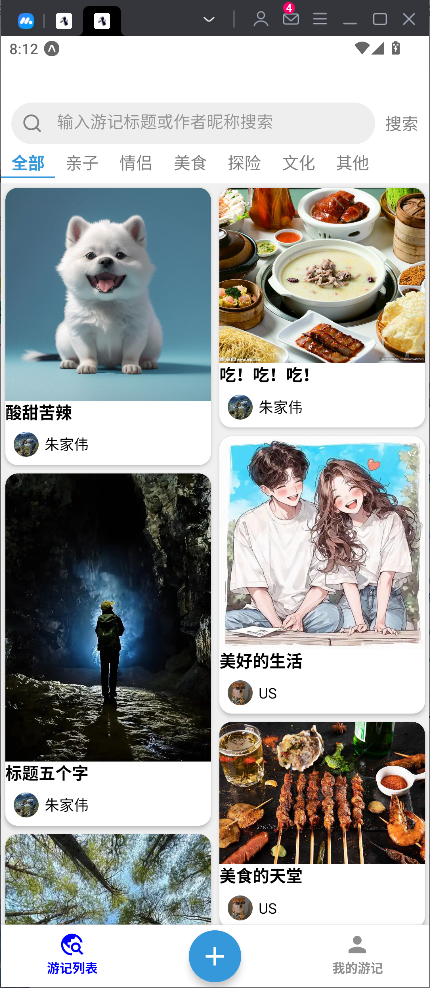 4
8:12
输入游记标题或作者昵称搜索 搜索
全部 亲子 情侣 美食 探险 文化 其他
酸甜苦辣
朱家伟
吃！吃！吃！
朱家伟
美好的生活
US
标题五个字
朱家伟
美食的天堂
US
游记列表 我的游记